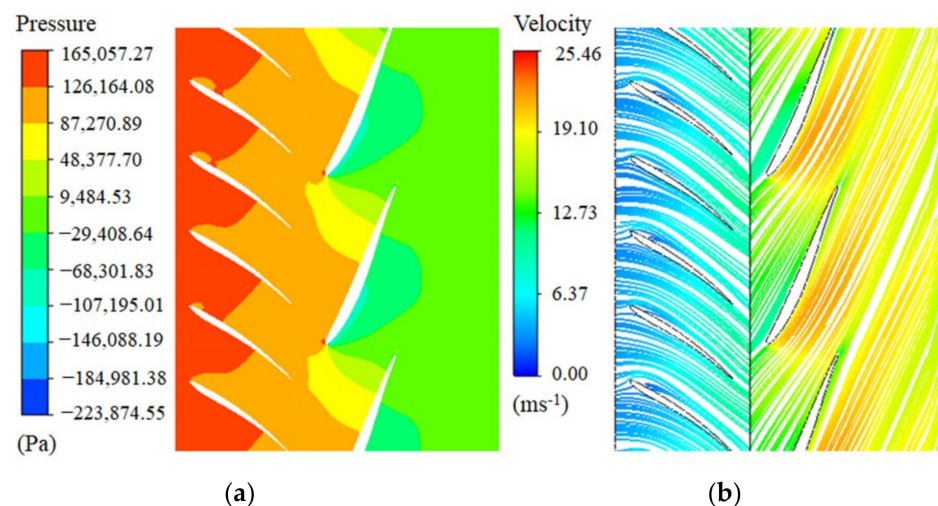 Pressure
165,057.27
126,164.08
87,270.89
48,377.70
9,484.53
−29,408.64
−68,301.83
−107,195.01
−146,088.19
−184,981.38
−223,874.55
(Pa)
(a)
Velocity
25.46
19.10
12.73
6.37
0.00
(ms⁻¹)
(b)